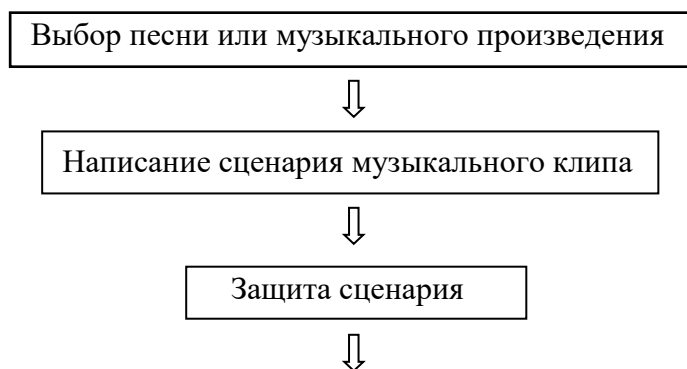 Выбор песни или музыкального произведения
Написание сценария музыкального клипа
Защита сценария